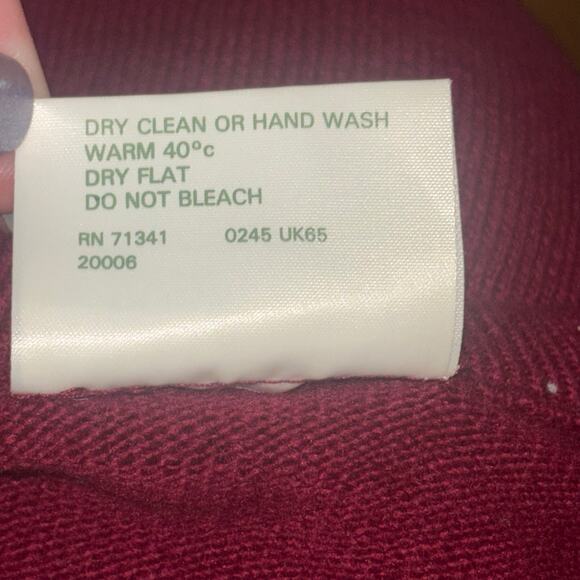 DRY CLEAN OR HAND WASH
WARM 40°c
DRY FLAT
DO NOT BLEACH
RN 71341 0245 UK65
20006